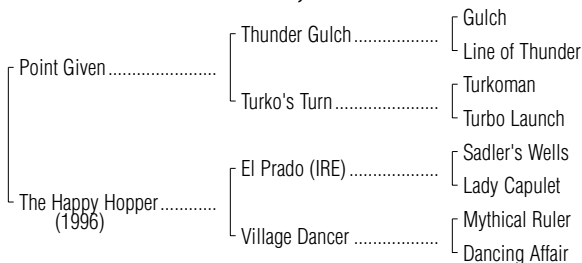 Gulch
Thunder Gulch
Line of Thunder
Point Given
Turkoman
Turko's Turn
Turbo Launch
Sadler's Wells
El Prado (IRE)
Lady Capulet
The Happy Hopper
(1996)
Mythical Ruler
Village Dancer
Dancing Affair